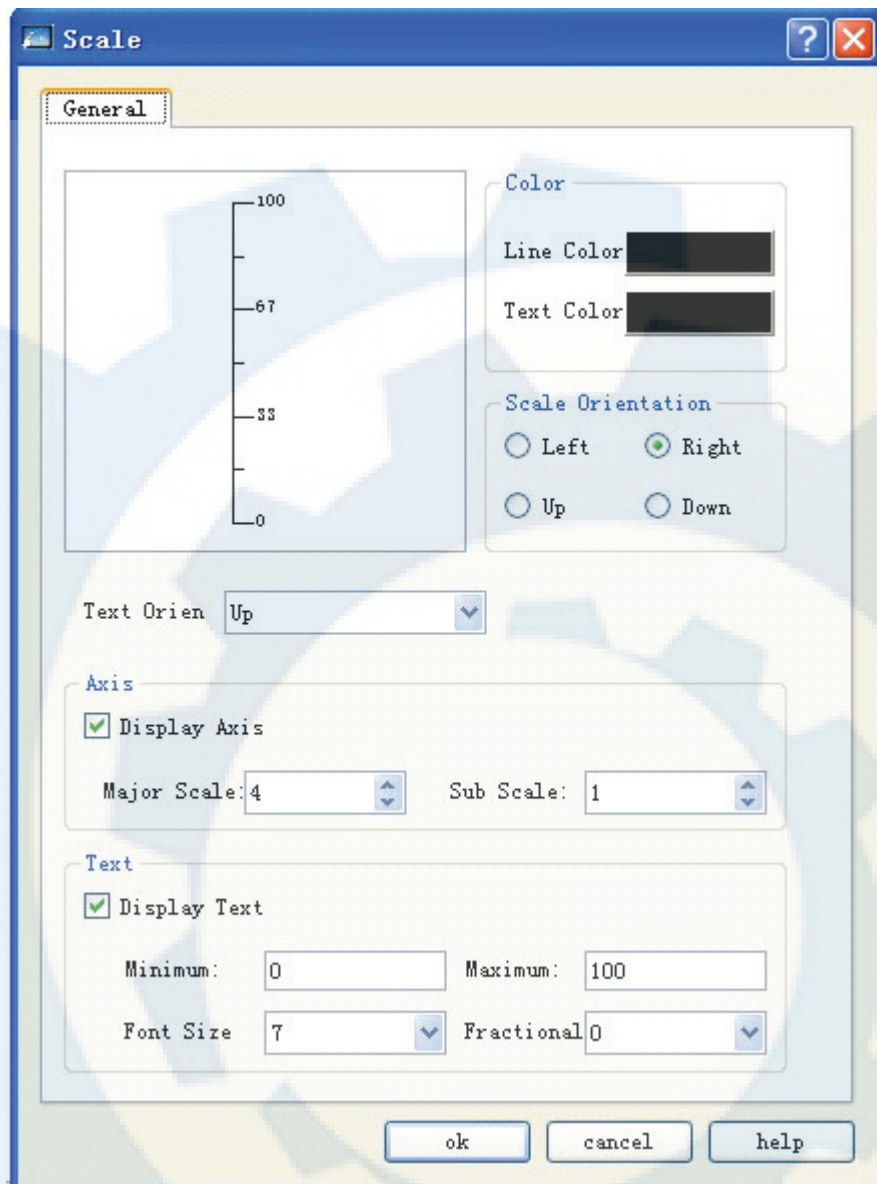 Scale
General
100
67
33
0
Color
Line Color
Text Color
Scale Orientation
Left Right
Up Down
Text Orien Up
Axis
Display Axis
Major Scale: 4 Sub Scale: 1
Text
Display Text
Minimum: 0 Maximum: 100
Font Size 7 Fractional 0
ok cancel help